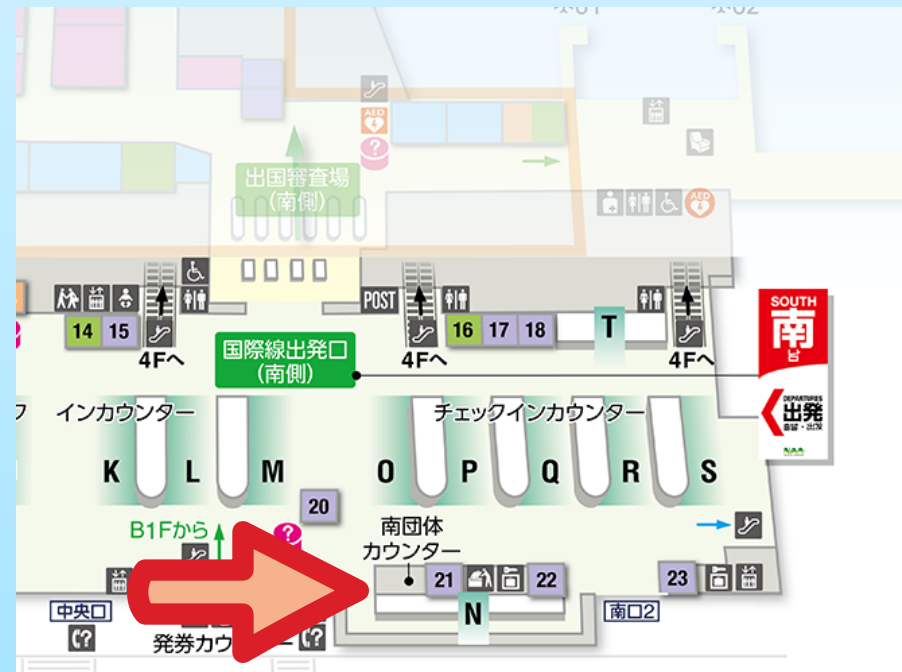 AED
?
出国審査場
(南側)
AED
POST
14
15
16
17
18
T
4Fへ
4Fへ
4Fへ
国際線出発口
(南側)
SOUTH
南
남
DEPARTURES
出発
NAA
インカウンター
チェックインカウンター
K
L
M
O
P
Q
R
S
20
B1Fから
?
南団体
カウンター
21
22
23
N
中央口
南口2
?
発券カウ
?